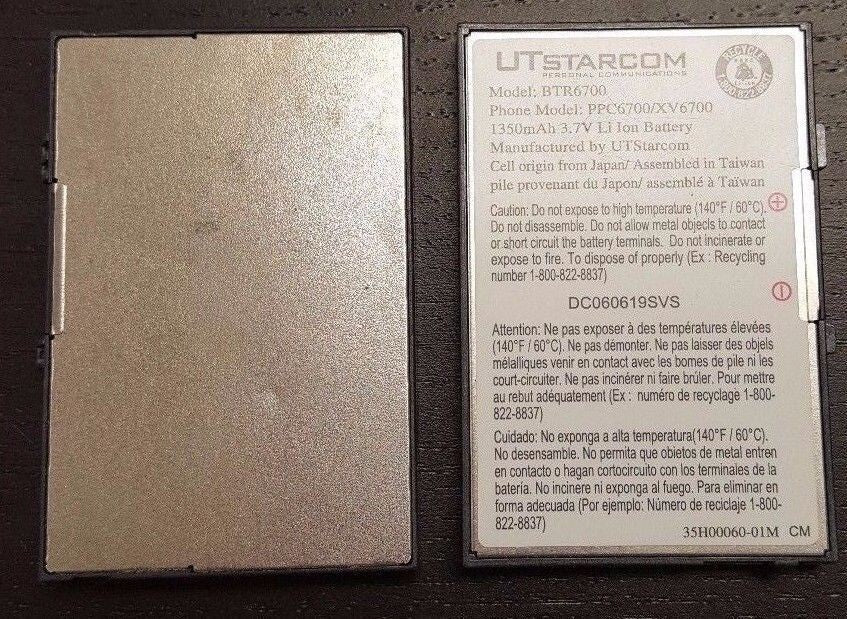 UTSTARCOM
PERSONAL COMMUNICATIONS
RECYCLE
1.800.822.8837
Model: BTR6700
Phone Model: PPC6700/XV6700
1350mAh 3.7V Li Ion Battery
Manufactured by UTStarcom
Cell origin from Japan/ Assembled in Taiwan
pile provenant du Japon/ assemblé à Taïwan
Caution: Do not expose to high temperature (140°F / 60°C).
Do not disassemble. Do not allow metal objecls to contact
or short circuit the battery terminals. Do not incinerate or
expose to fire. To dispose of properly (Ex : Recycling
number 1-800-822-8837)
DC060619SVS
Attention: Ne pas exposer à des températures élevées
(140°F / 60°C). Ne pas démonter. Ne pas laisser des objels
mélalliques venir en contact avec les bomes de pile ni les
court-circuiter. Ne pas incinérer ni faire brûler. Pour mettre
au rebut adéquatement (Ex : numéro de recyclage 1-800-
822-8837)
Cuidado: No exponga a alta temperatura(140°F / 60°C).
No desensamble. No permita que objetos de metal entren
en contacto o hagan cortocircuito con los terminales de la
batería. No incinere ni exponga al fuego. Para eliminar en
forma adecuada (Por ejemplo: Número de reciclaje 1-800-
822-8837)
35H00060-01M CM